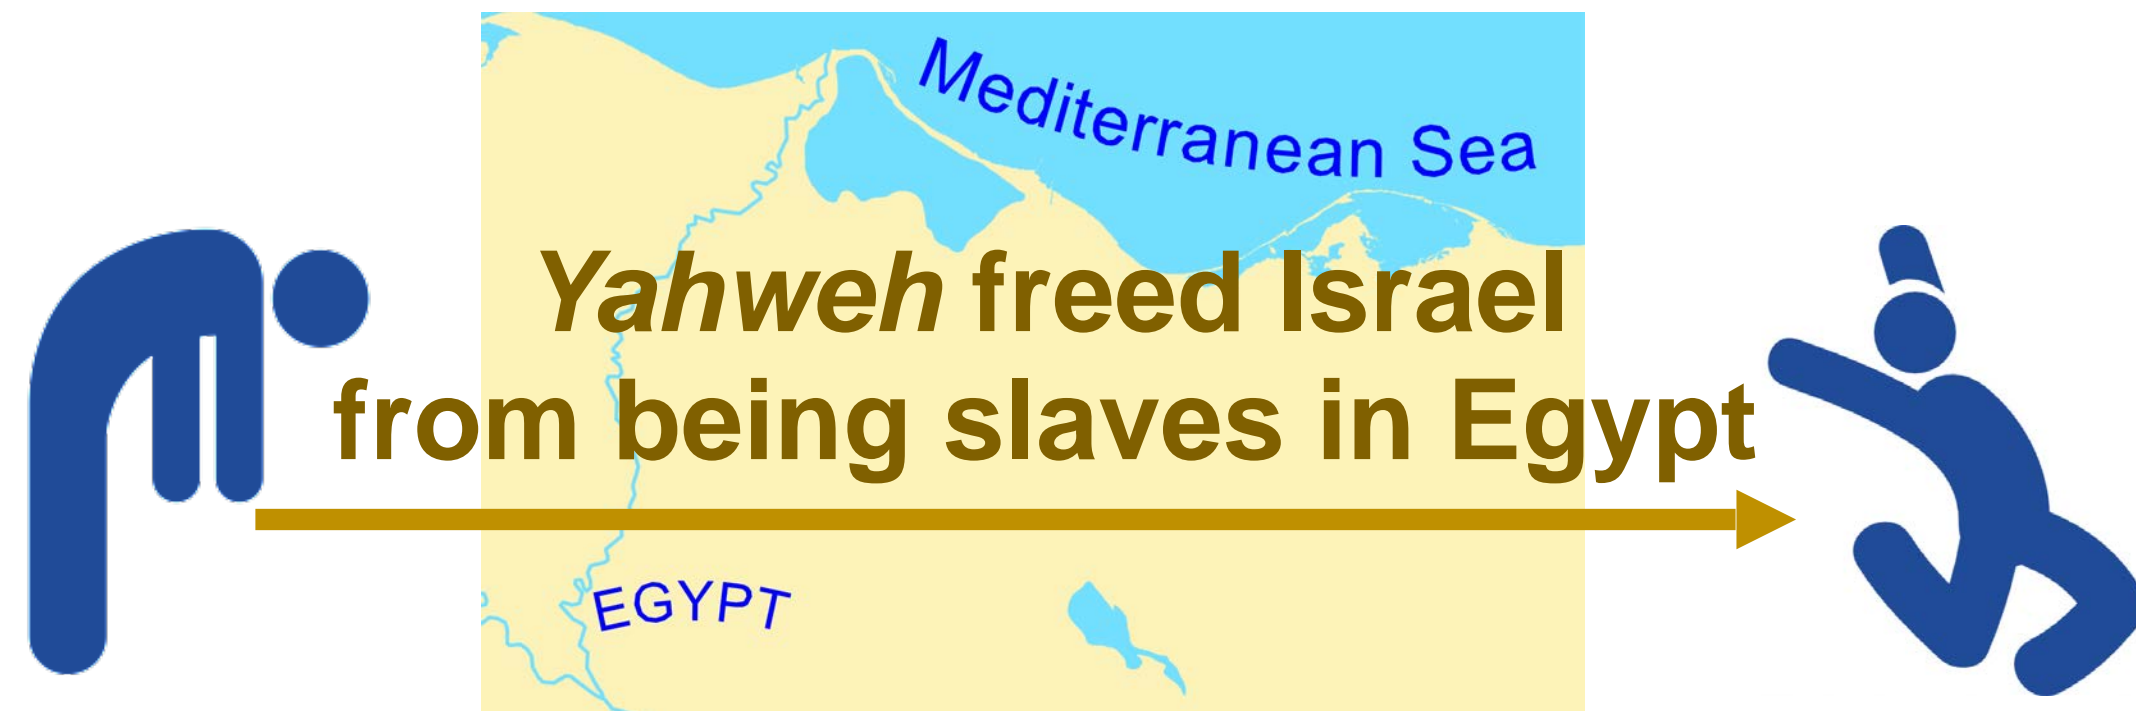 Mediterranean Sea
Yahweh freed Israel
from being slaves in Egypt
EGYPT